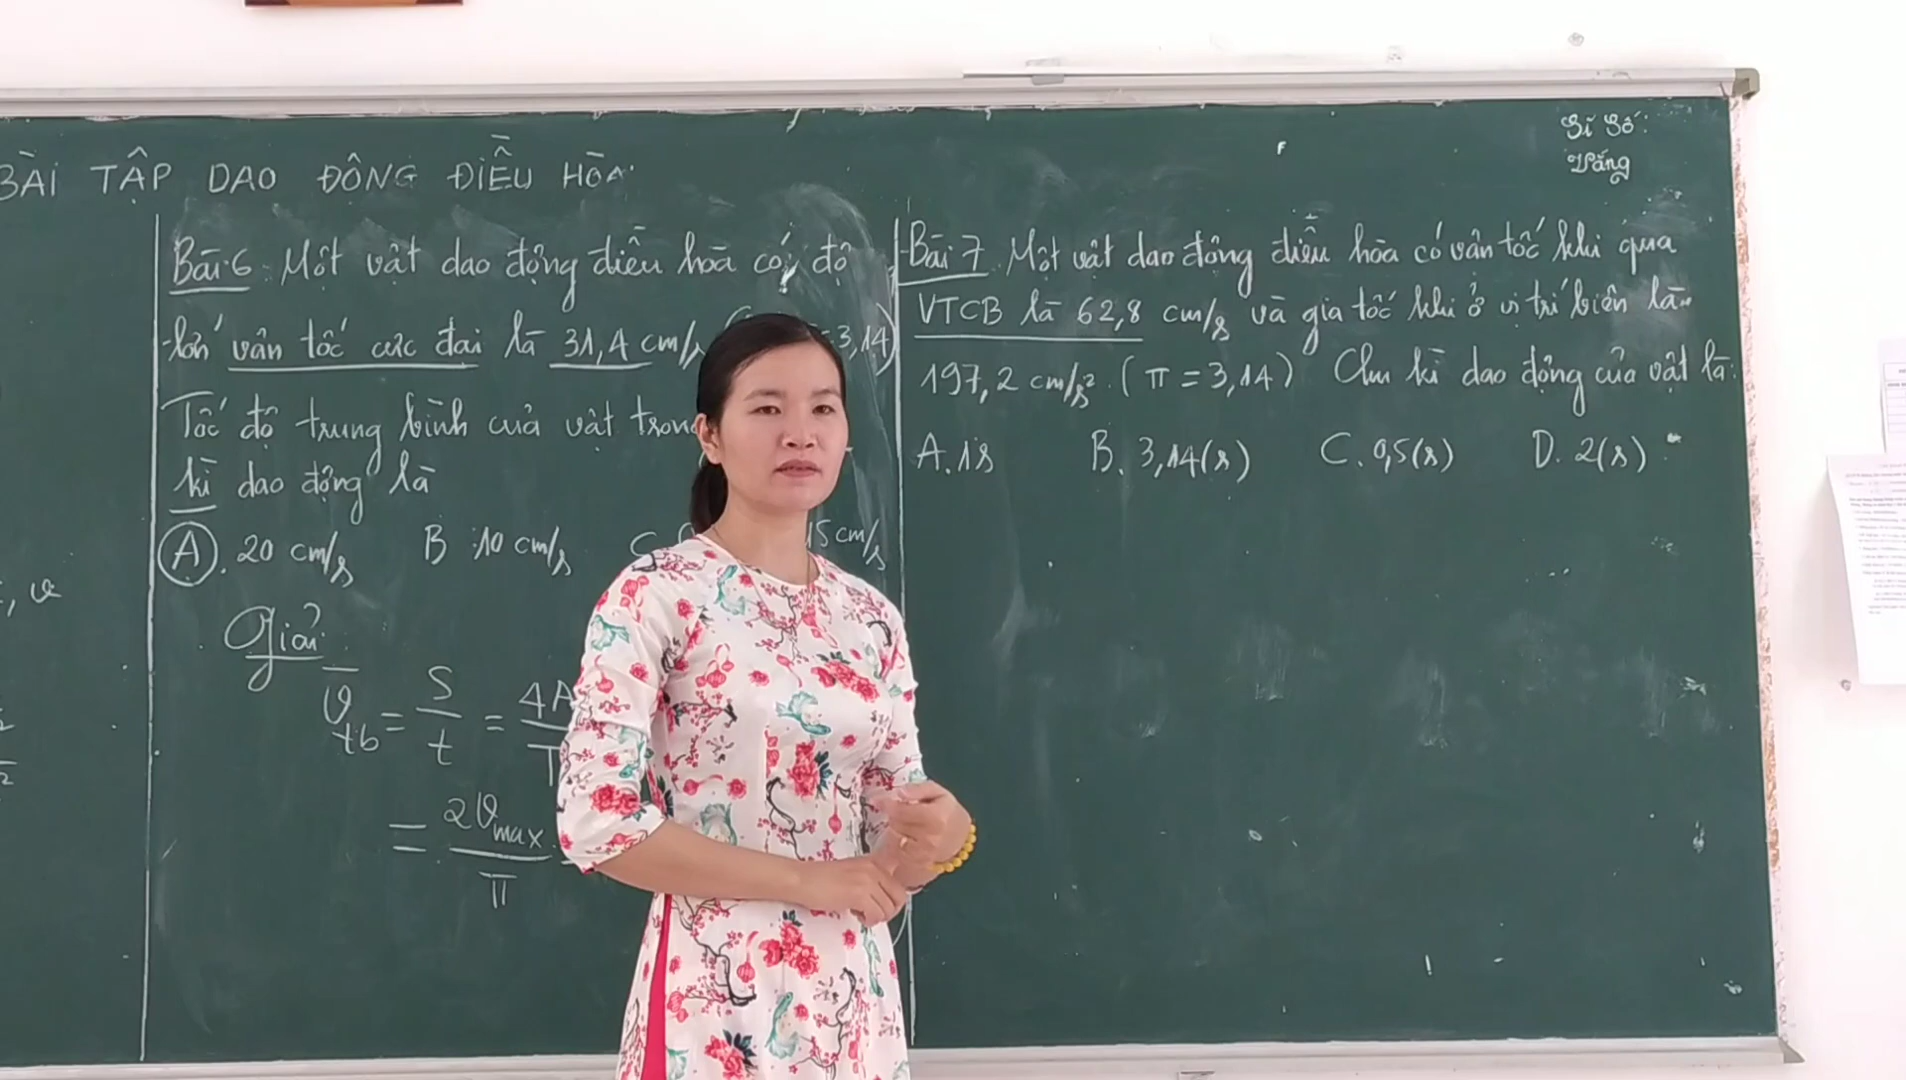 BÀI TẬP DAO ĐỘNG ĐIỀU HÒA
Sĩ Số:
Vắng
Bài 6: Một vật dao động điều hòa có độ
lớn vận tốc cực đại là 31,4 cm/s = 3,14)
Tốc độ trung bình của vật trong
kì dao động là
A. 20 cm/s B. 10 cm/s C. 15 cm/s
Giải
v̄tb = S/t = 4A/T
= 2vmax/π
Bài 7 Một vật dao động điều hòa có vận tốc khi qua
VTCB là 62,8 cm/s và gia tốc khi ở vị trí biên là
197,2 cm/s². (π = 3,14) Chu kì dao động của vật là:
A. 1s B. 3,14(s) C. 0,5(s) D. 2(s)